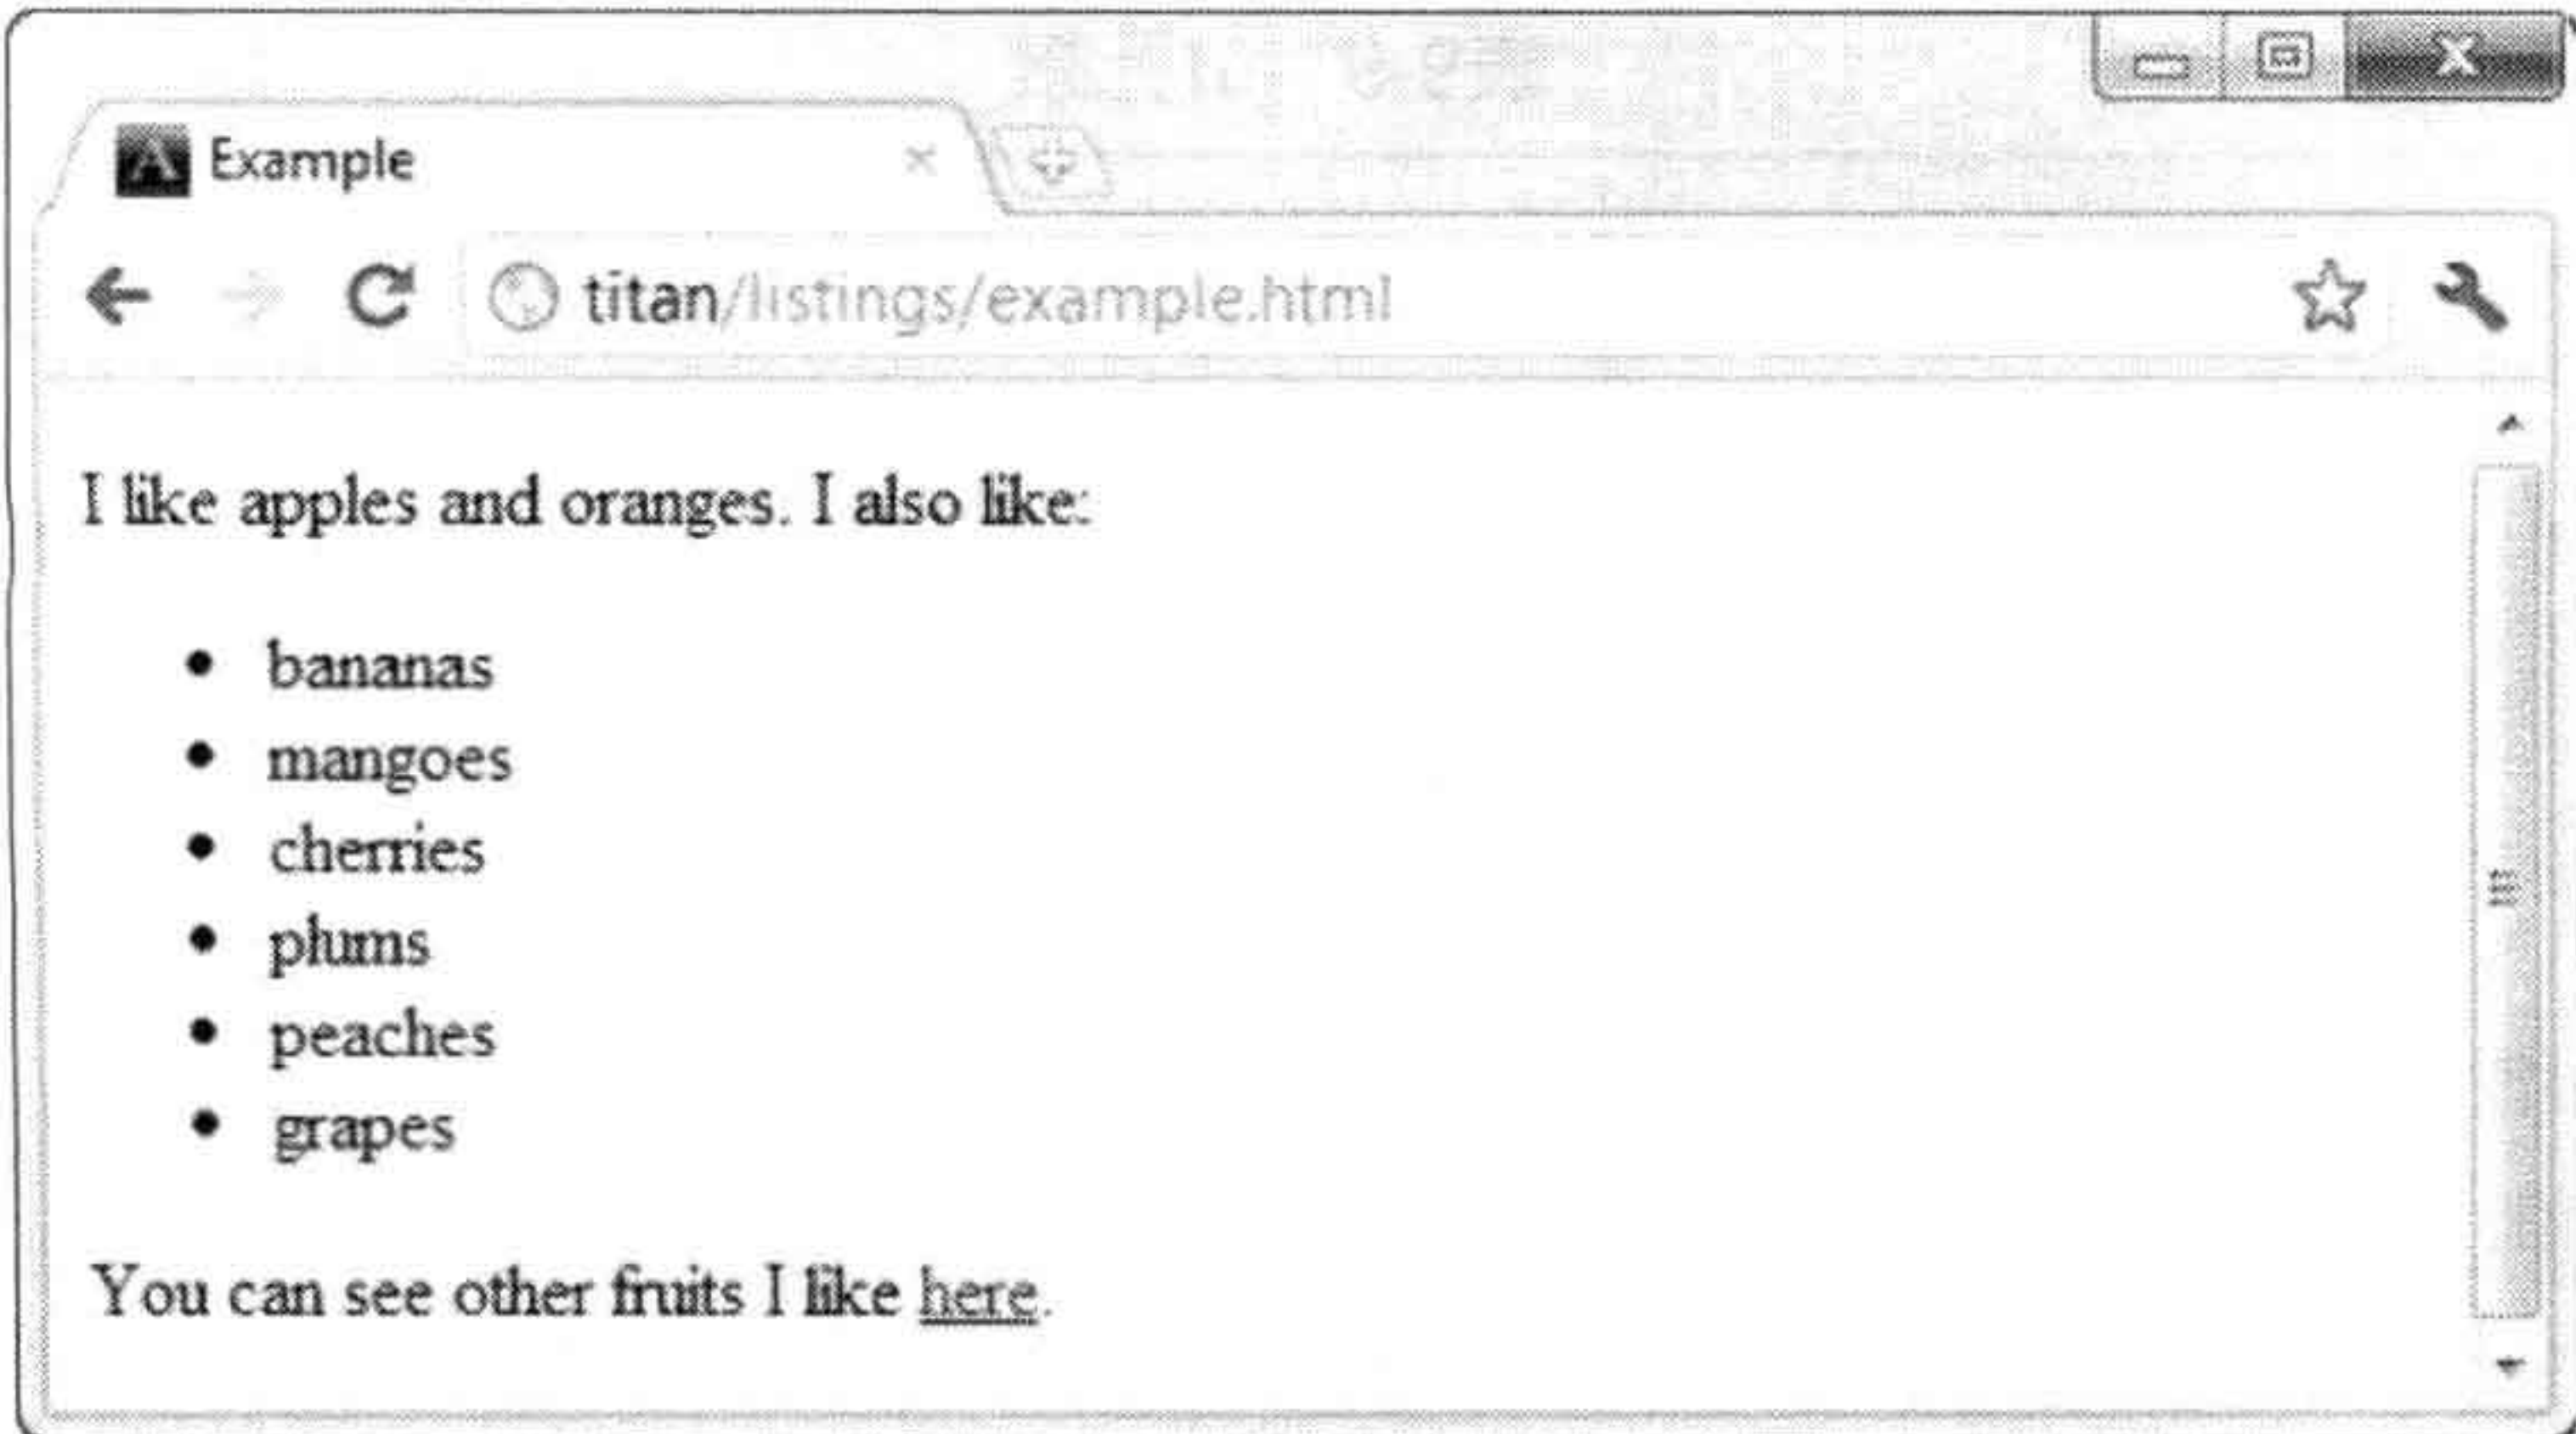 Example
titan/listings/example.html
I like apples and oranges. I also like:
• bananas
• mangoes
• cherries
• plums
• peaches
• grapes
You can see other fruits I like here.